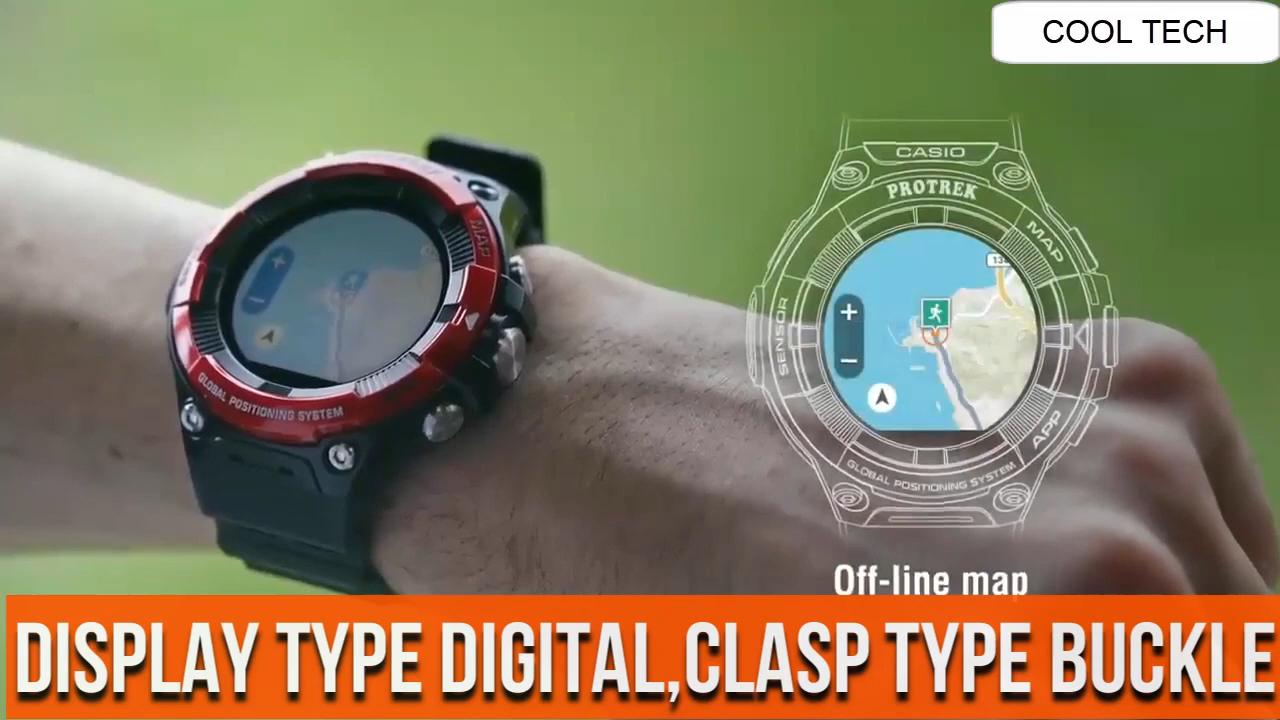 COOL TECH
CASIO
PROTREK
MAP
SENSOR
136
APP
GLOBAL POSITIONING SYSTEM
MAP
GLOBAL POSITIONING SYSTEM
Off-line map
DISPLAY TYPE DIGITAL,CLASP TYPE BUCKLE